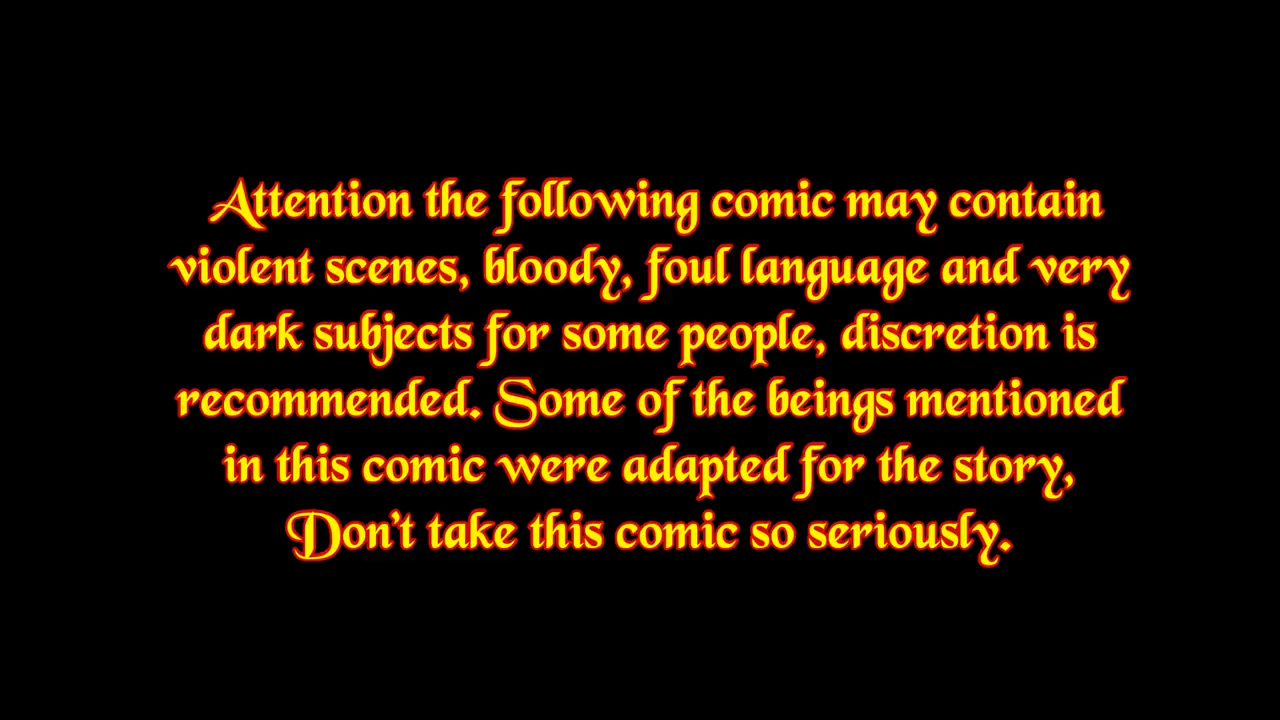 Attention the following comic may contain
violent scenes, bloody, foul language and very
dark subjects for some people, discretion is
recommended. Some of the beings mentioned
in this comic were adapted for the story,
Don't take this comic so seriously.